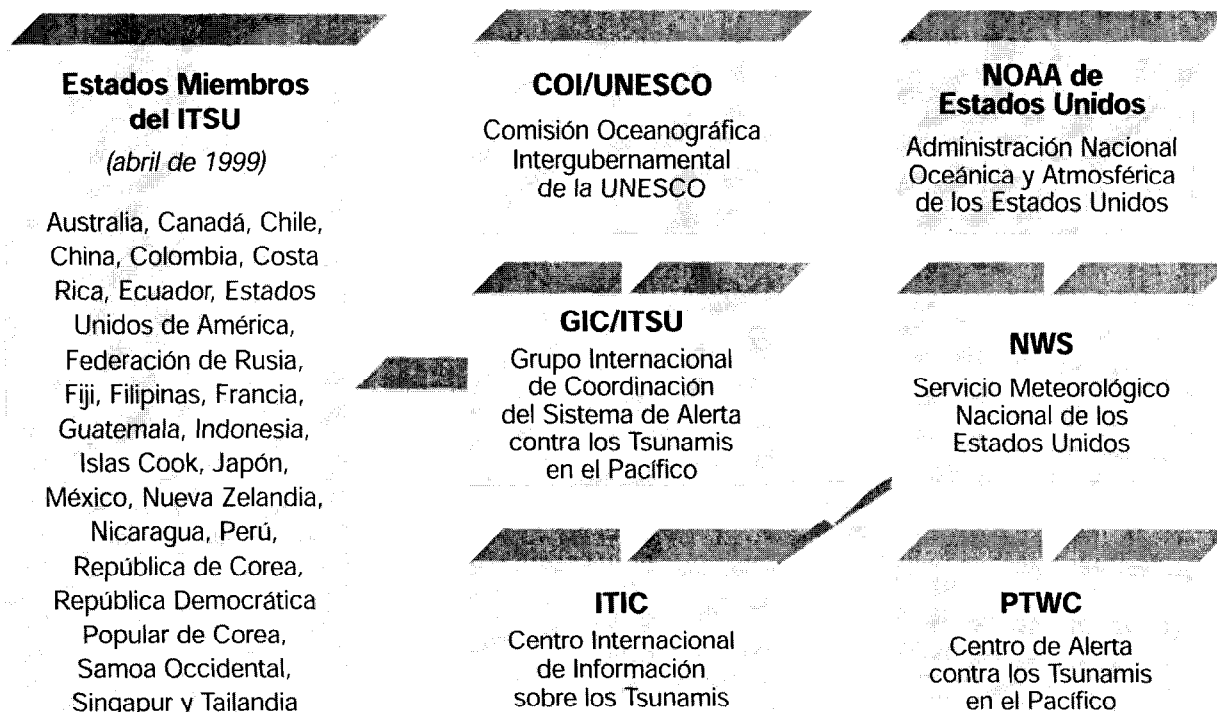 Estados Miembros
del ITSU
(abril de 1999)
Australia, Canadá, Chile,
China, Colombia, Costa
Rica, Ecuador, Estados
Unidos de América,
Federación de Rusia,
Fiji, Filipinas, Francia,
Guatemala, Indonesia,
Islas Cook, Japón,
México, Nueva Zelandia,
Nicaragua, Perú,
República de Corea,
República Democrática
Popular de Corea,
Samoa Occidental,
Singapur y Tailandia
COI/UNESCO
Comisión Oceanográfica
Intergubernamental
de la UNESCO
GIC/ITSU
Grupo Internacional
de Coordinación
del Sistema de Alerta
contra los Tsunamis
en el Pacífico
ITIC
Centro Internacional
de Información
sobre los Tsunamis
NOAA de
Estados Unidos
Administración Nacional
Oceánica y Atmosférica
de los Estados Unidos
NWS
Servicio Meteorológico
Nacional de los
Estados Unidos
PTWC
Centro de Alerta
contra los Tsunamis
en el Pacífico